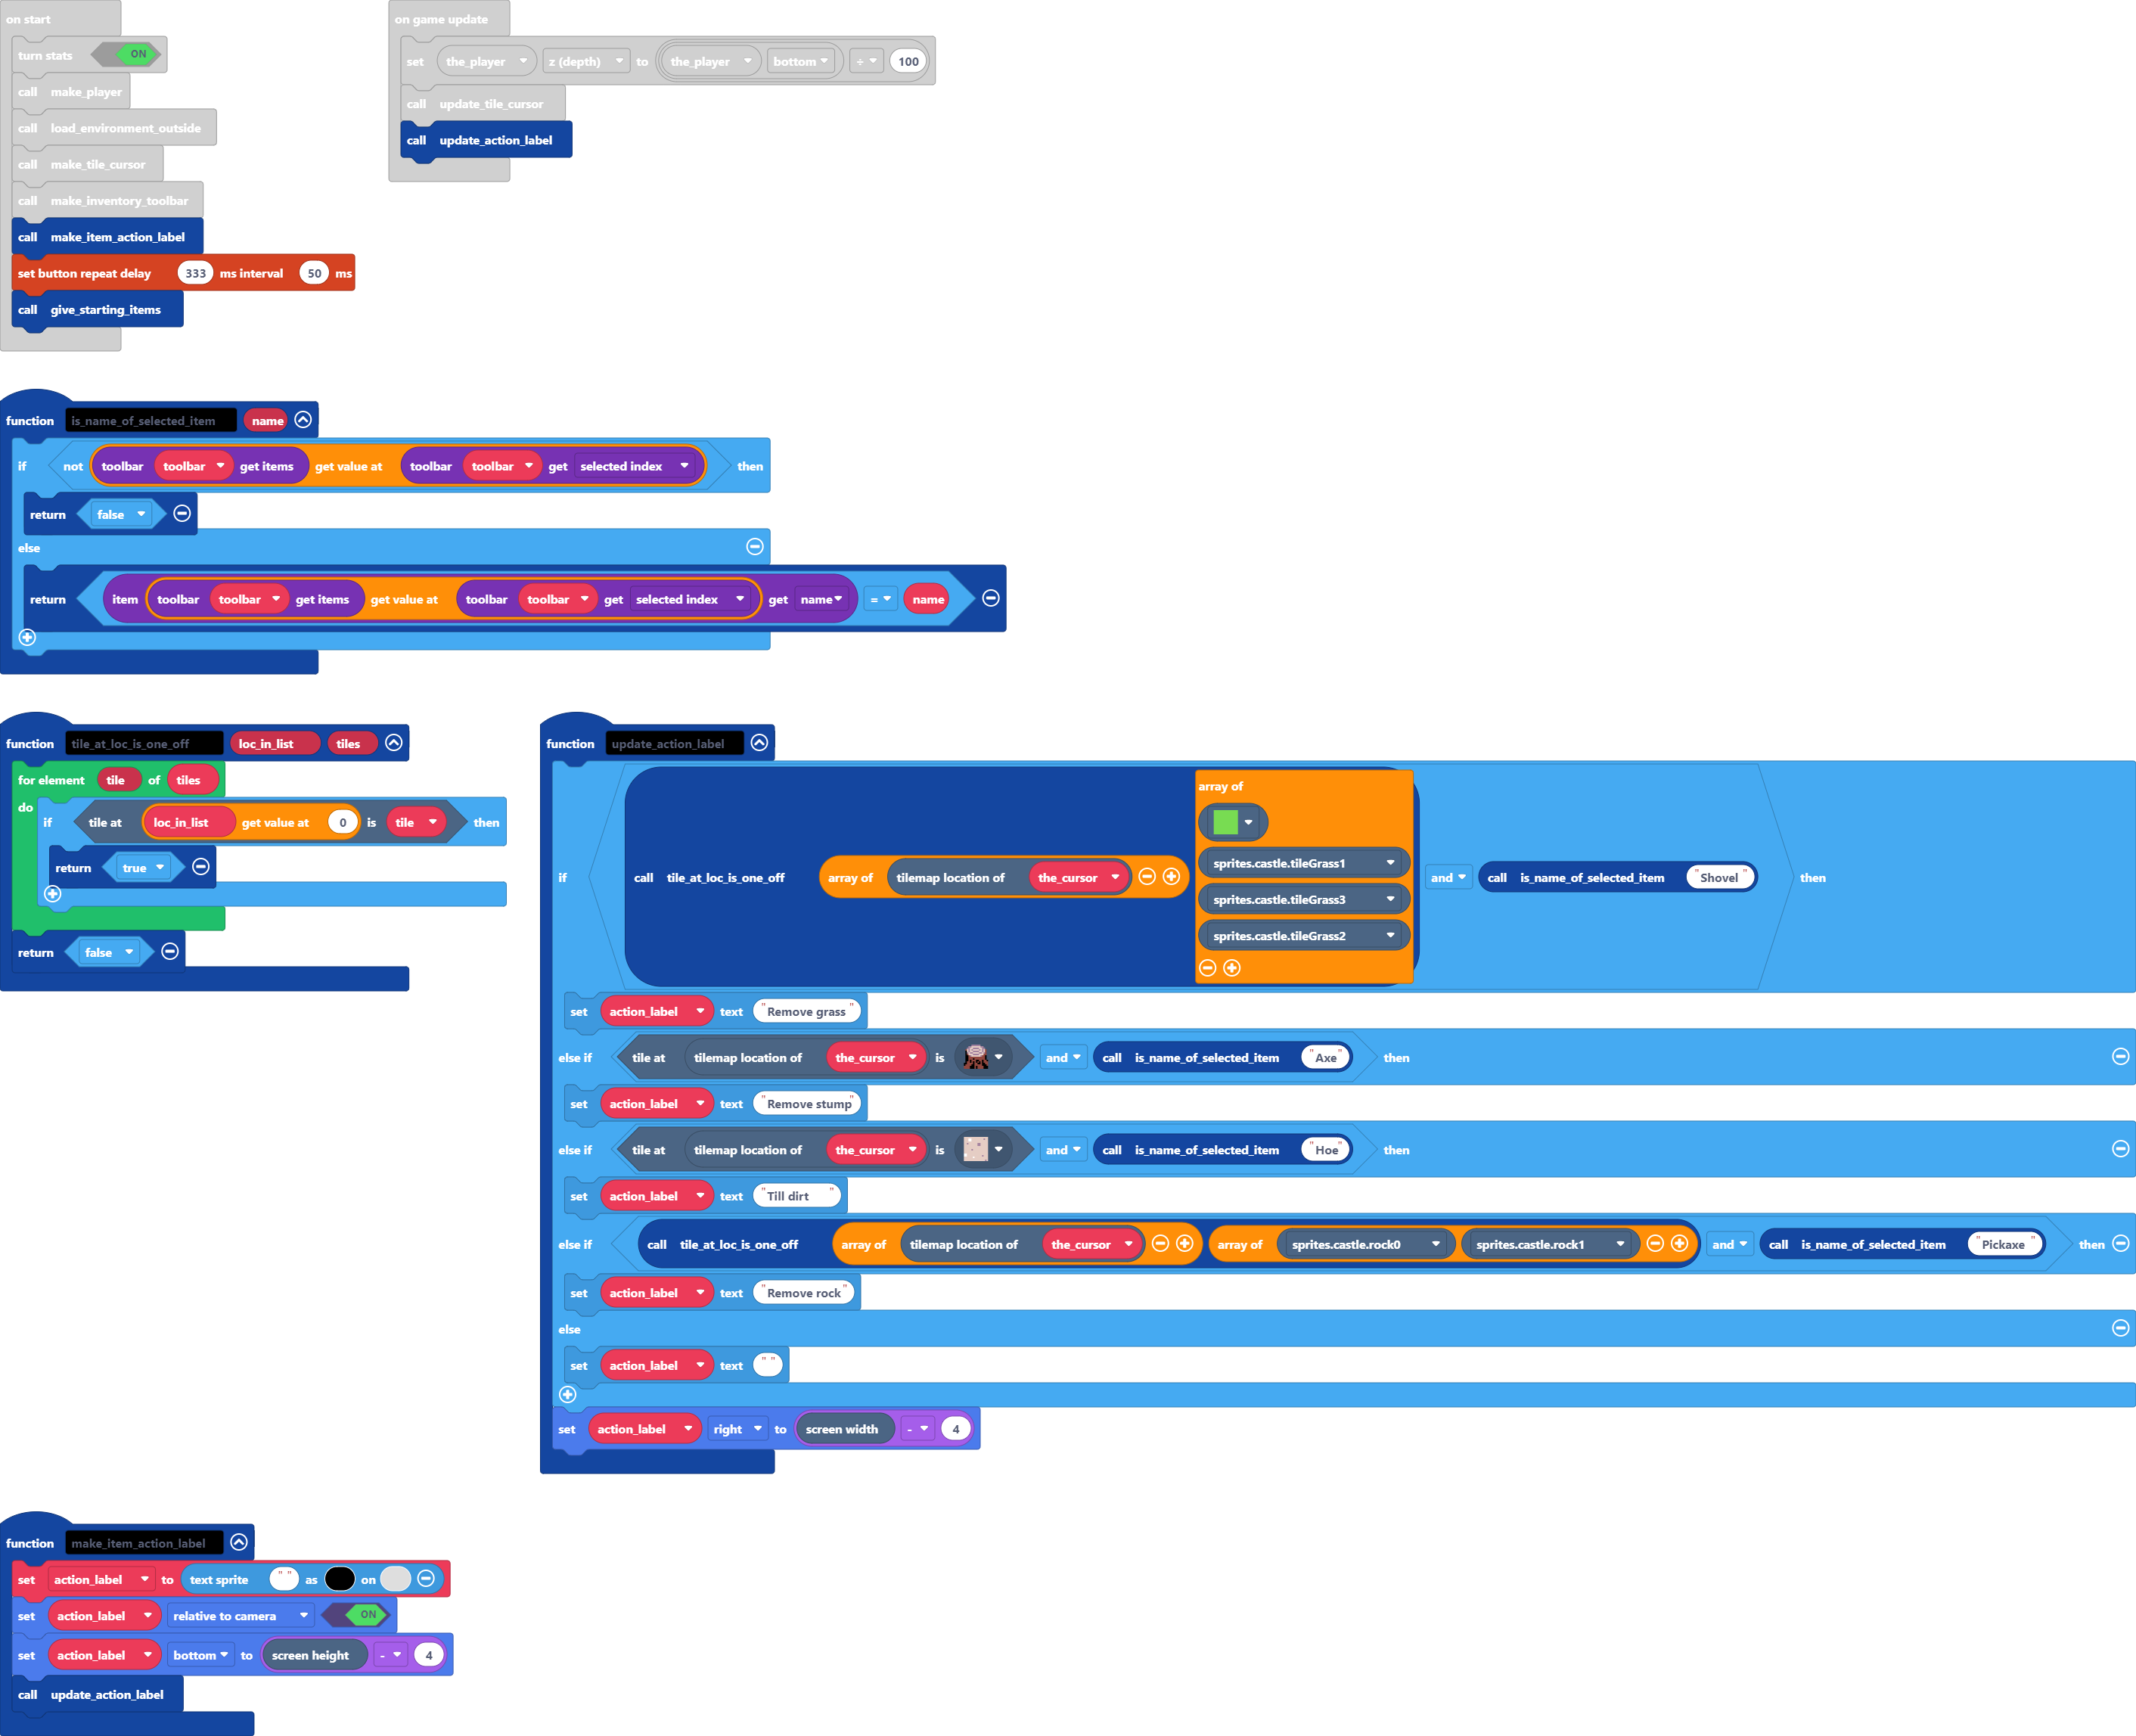 on start
turn stats ON
call make_player
call load_environment_outside
call make_tile_cursor
call make_inventory_toolbar
call make_item_action_label
set button repeat delay 333 ms interval 50 ms
call give_starting_items
on game update
set the_player z (depth) to the_player bottom ÷ 100
call update_tile_cursor
call update_action_label
function is_name_of_selected_item name
if not toolbar toolbar get items get value at toolbar toolbar get selected index then
return false
else
return item toolbar toolbar get items get value at toolbar toolbar get selected index get name = name
function tile_at_loc_is_one_off loc_in_list tiles
for element tile of tiles
do
if tile at loc_in_list get value at 0 is tile then
return true
return false
function update_action_label
if call tile_at_loc_is_one_off array of tilemap location of the_cursor array of
sprites.castle.tileGrass1
sprites.castle.tileGrass3
sprites.castle.tileGrass2
and call is_name_of_selected_item "Shovel" then
set action_label text "Remove grass"
else if tile at tilemap location of the_cursor is and call is_name_of_selected_item "Axe" then
set action_label text "Remove stump"
else if tile at tilemap location of the_cursor is and call is_name_of_selected_item "Hoe" then
set action_label text "Till dirt"
else if call tile_at_loc_is_one_off array of tilemap location of the_cursor array of sprites.castle.rock0 sprites.castle.rock1 and call is_name_of_selected_item "Pickaxe" then
set action_label text "Remove rock"
else
set action_label text " "
set action_label right to screen width - 4
function make_item_action_label
set action_label to text sprite " " as on
set action_label relative to camera ON
set action_label bottom to screen height - 4
call update_action_label